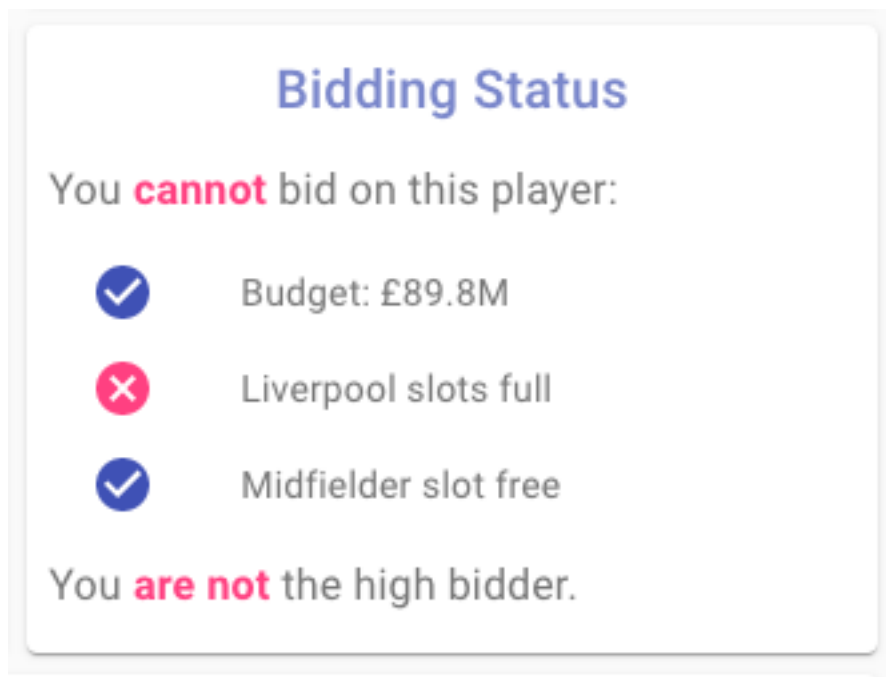 Bidding Status
You cannot bid on this player:
Budget: £89.8M
Liverpool slots full
Midfielder slot free
You are not the high bidder.